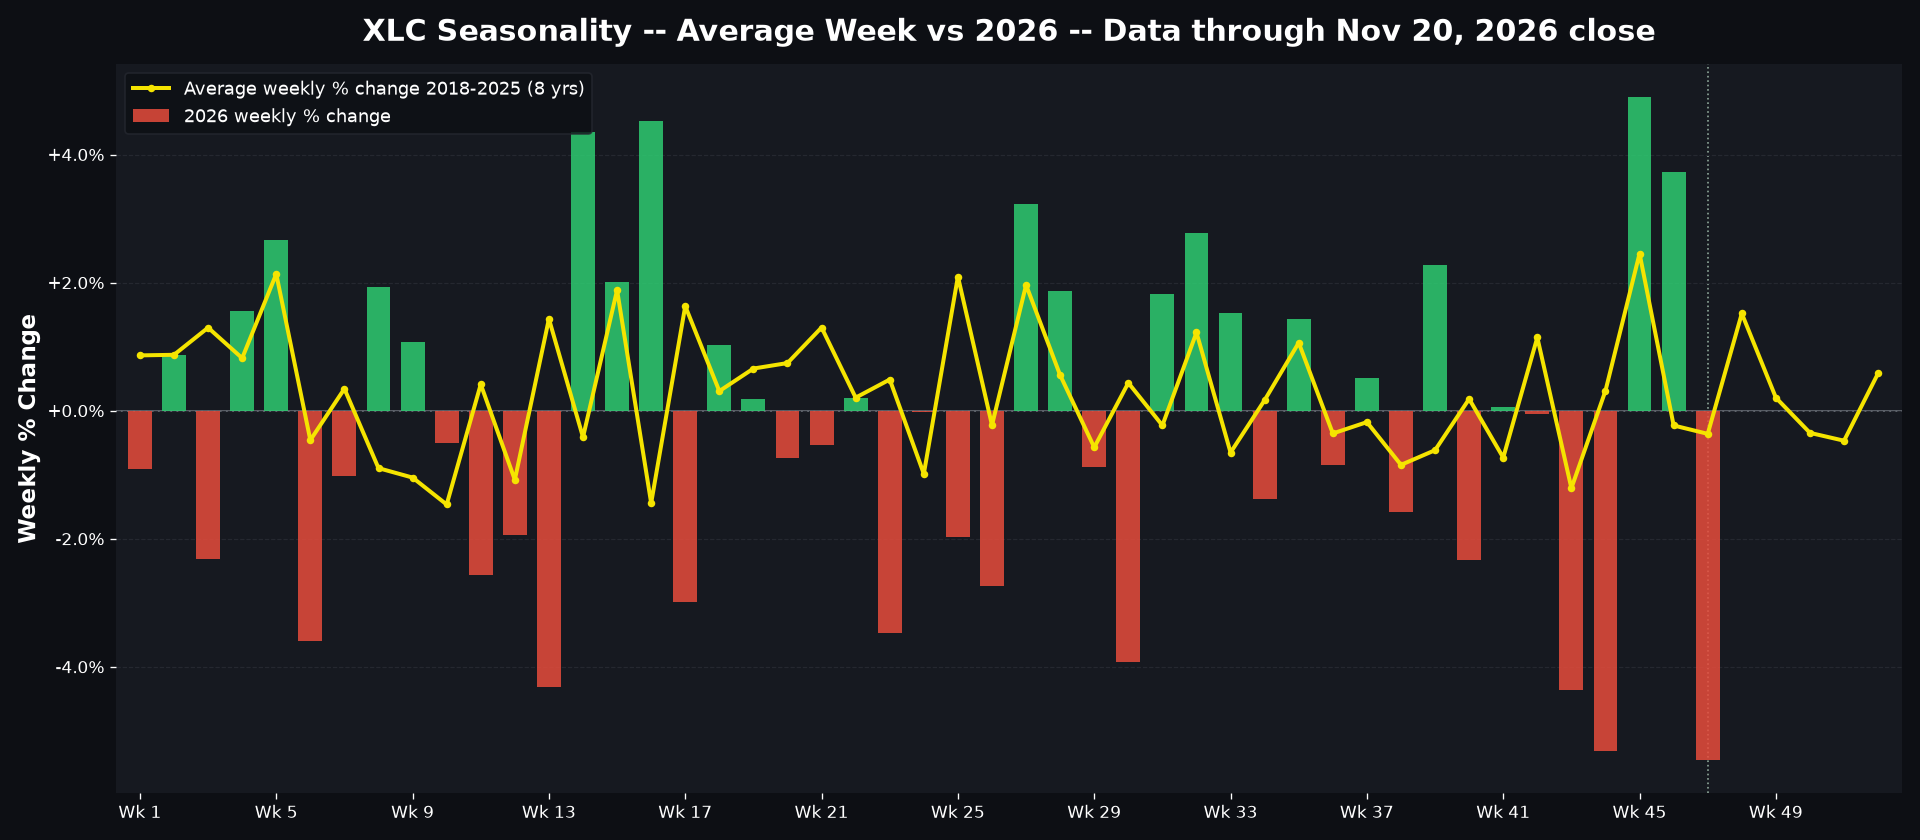 XLC Seasonality -- Average Week vs 2026 -- Data through Nov 20, 2026 close
Average weekly % change 2018-2025 (8 yrs)
2026 weekly % change
Weekly % Change
+4.0%
+2.0%
+0.0%
-2.0%
-4.0%
Wk 1 Wk 5 Wk 9 Wk 13 Wk 17 Wk 21 Wk 25 Wk 29 Wk 33 Wk 37 Wk 41 Wk 45 Wk 49